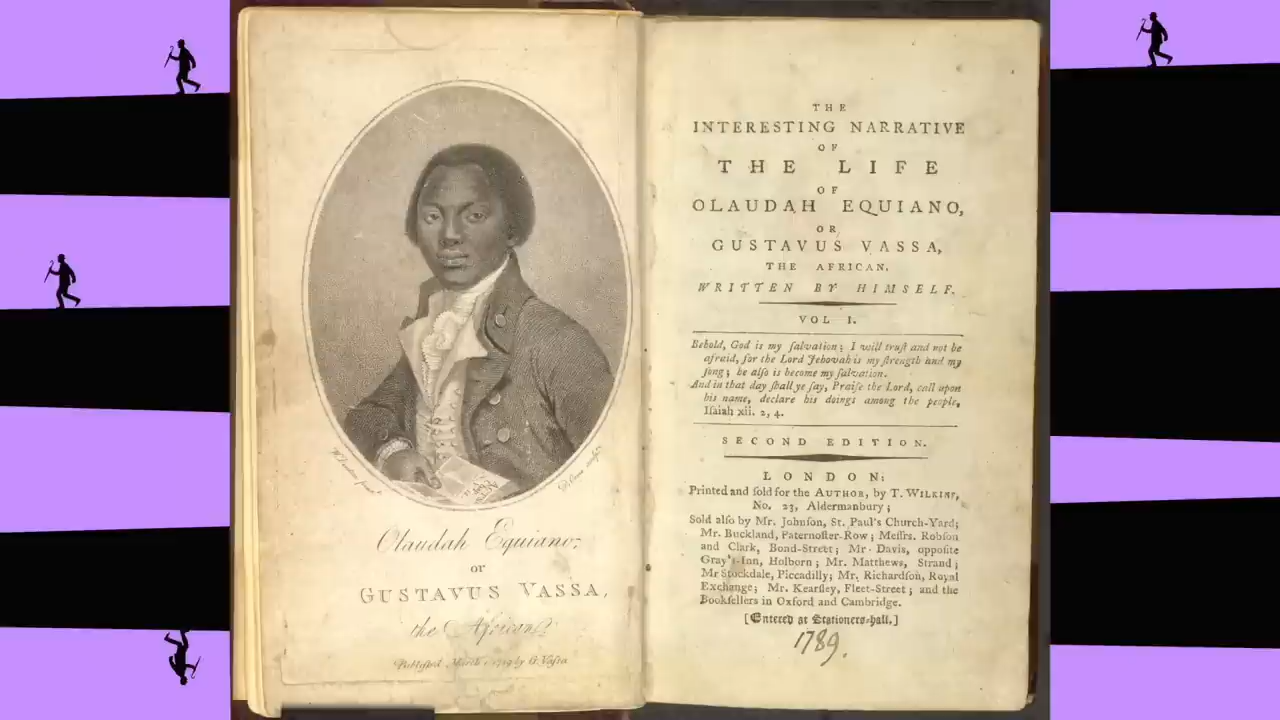 Olaudah Equiano;
or
GUSTAVUS VASSA,
the African.
Published March 1 1789 by G. Vassa
THE
INTERESTING NARRATIVE
OF
THE LIFE
OF
OLAUDAH EQUIANO,
OR
GUSTAVUS VASSA,
THE AFRICAN.
WRITTEN BY HIMSELF.
VOL I.
Behold, God is my ſalvation; I will truſt and not be
afraid, for the Lord Jehovah is my ſtrength and my
ſong; he alſo is become my ſalvation.
And in that day ſhall ye ſay, Praiſe the Lord, call upon
his name, declare his doings among the people,
Iſaiah xii. 2, 4.
SECOND EDITION.
LONDON:
Printed and ſold for the AUTHOR, by T. WILKINS,
No. 23, Aldermanbury;
Sold alſo by Mr. Johnſon, St. Paul's Church-Yard;
Mr. Buckland, Paternoſter-Row; Meſſrs. Robſon
and Clark, Bond-Street; Mr. Davis, oppoſite
Gray's-Inn, Holborn; Mr. Matthews, Strand;
Mr Stockdale, Piccadilly; Mr. Richardſon, Royal
Exchange; Mr. Kearſley, Fleet-Street; and the
Bookſellers in Oxford and Cambridge.
[Entered at Stationers-hall.]
1789.